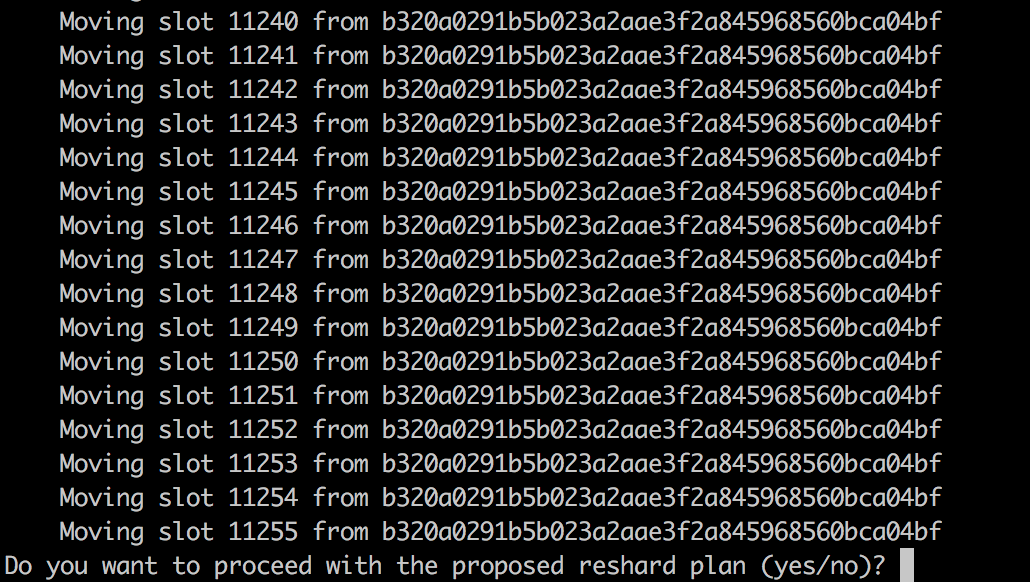 Moving slot 11240 from b320a0291b5b023a2aae3f2a845968560bca04bf
Moving slot 11241 from b320a0291b5b023a2aae3f2a845968560bca04bf
Moving slot 11242 from b320a0291b5b023a2aae3f2a845968560bca04bf
Moving slot 11243 from b320a0291b5b023a2aae3f2a845968560bca04bf
Moving slot 11244 from b320a0291b5b023a2aae3f2a845968560bca04bf
Moving slot 11245 from b320a0291b5b023a2aae3f2a845968560bca04bf
Moving slot 11246 from b320a0291b5b023a2aae3f2a845968560bca04bf
Moving slot 11247 from b320a0291b5b023a2aae3f2a845968560bca04bf
Moving slot 11248 from b320a0291b5b023a2aae3f2a845968560bca04bf
Moving slot 11249 from b320a0291b5b023a2aae3f2a845968560bca04bf
Moving slot 11250 from b320a0291b5b023a2aae3f2a845968560bca04bf
Moving slot 11251 from b320a0291b5b023a2aae3f2a845968560bca04bf
Moving slot 11252 from b320a0291b5b023a2aae3f2a845968560bca04bf
Moving slot 11253 from b320a0291b5b023a2aae3f2a845968560bca04bf
Moving slot 11254 from b320a0291b5b023a2aae3f2a845968560bca04bf
Moving slot 11255 from b320a0291b5b023a2aae3f2a845968560bca04bf
Do you want to proceed with the proposed reshard plan (yes/no)?